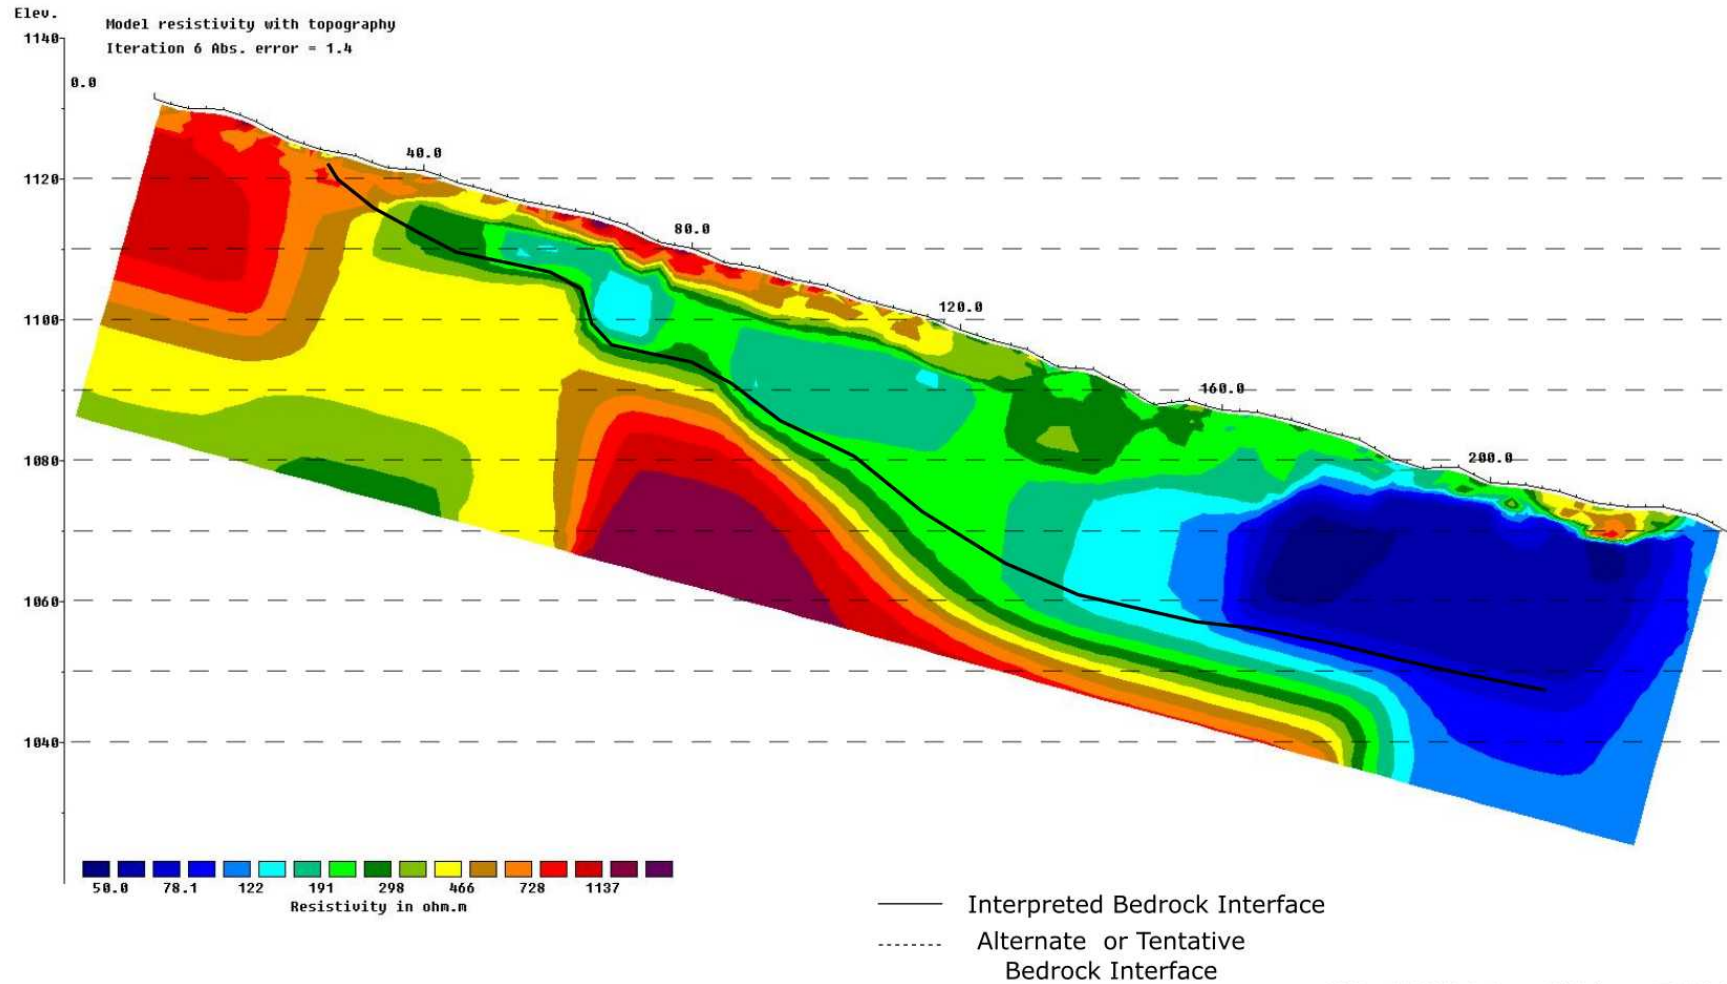 Elev.
Model resistivity with topography
1140
Iteration 6 Abs. error = 1.4
0.0
40.0
1120
80.0
120.0
1100
160.0
200.0
1080
1060
1040
50.0 78.1 122 191 298 466 728 1137
Resistivity in ohm.m
Interpreted Bedrock Interface
Alternate or Tentative
Bedrock Interface